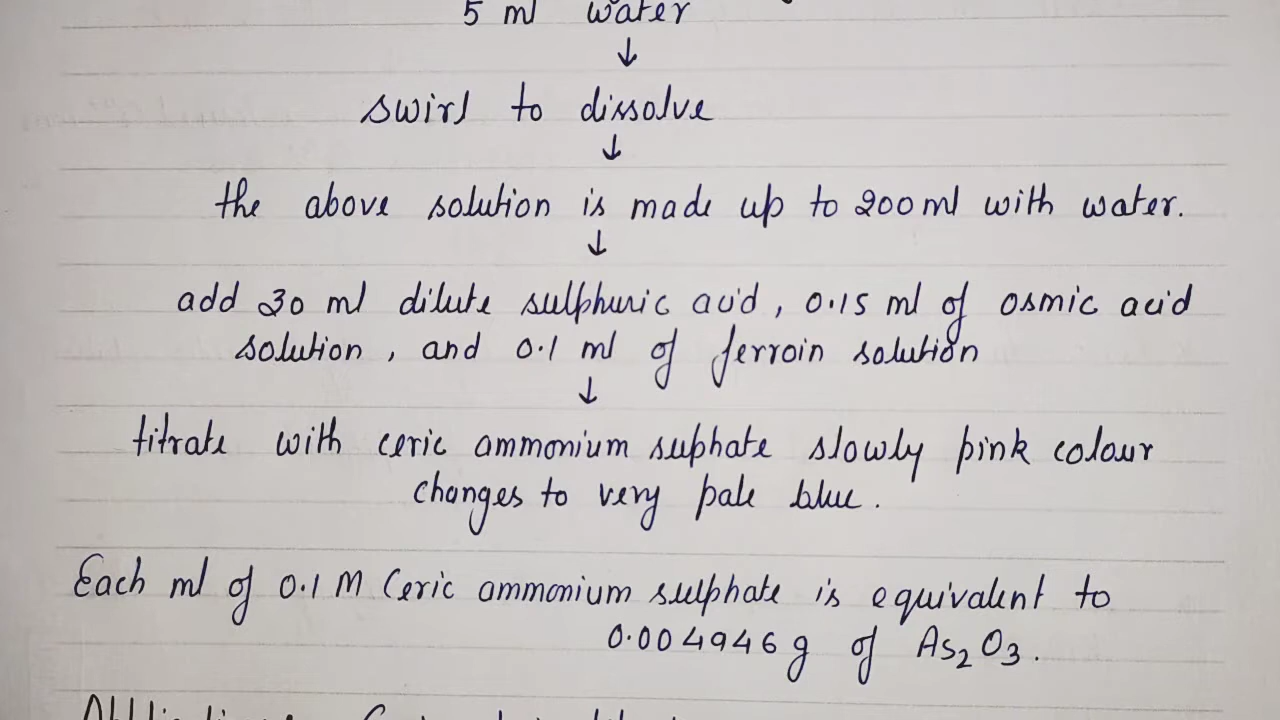 5 ml water
↓
swirl to dissolve
↓
the above solution is made up to 200 ml with water.
↓
add 30 ml dilute sulphuric acid, 0.15 ml of osmic acid
solution, and 0.1 ml of ferroin solution
↓
titrate with ceric ammonium suphate slowly pink colour
changes to very pale blue.
Each ml of 0.1 M Ceric ammonium sulphate is equivalent to
0.004946 g of As₂O₃.